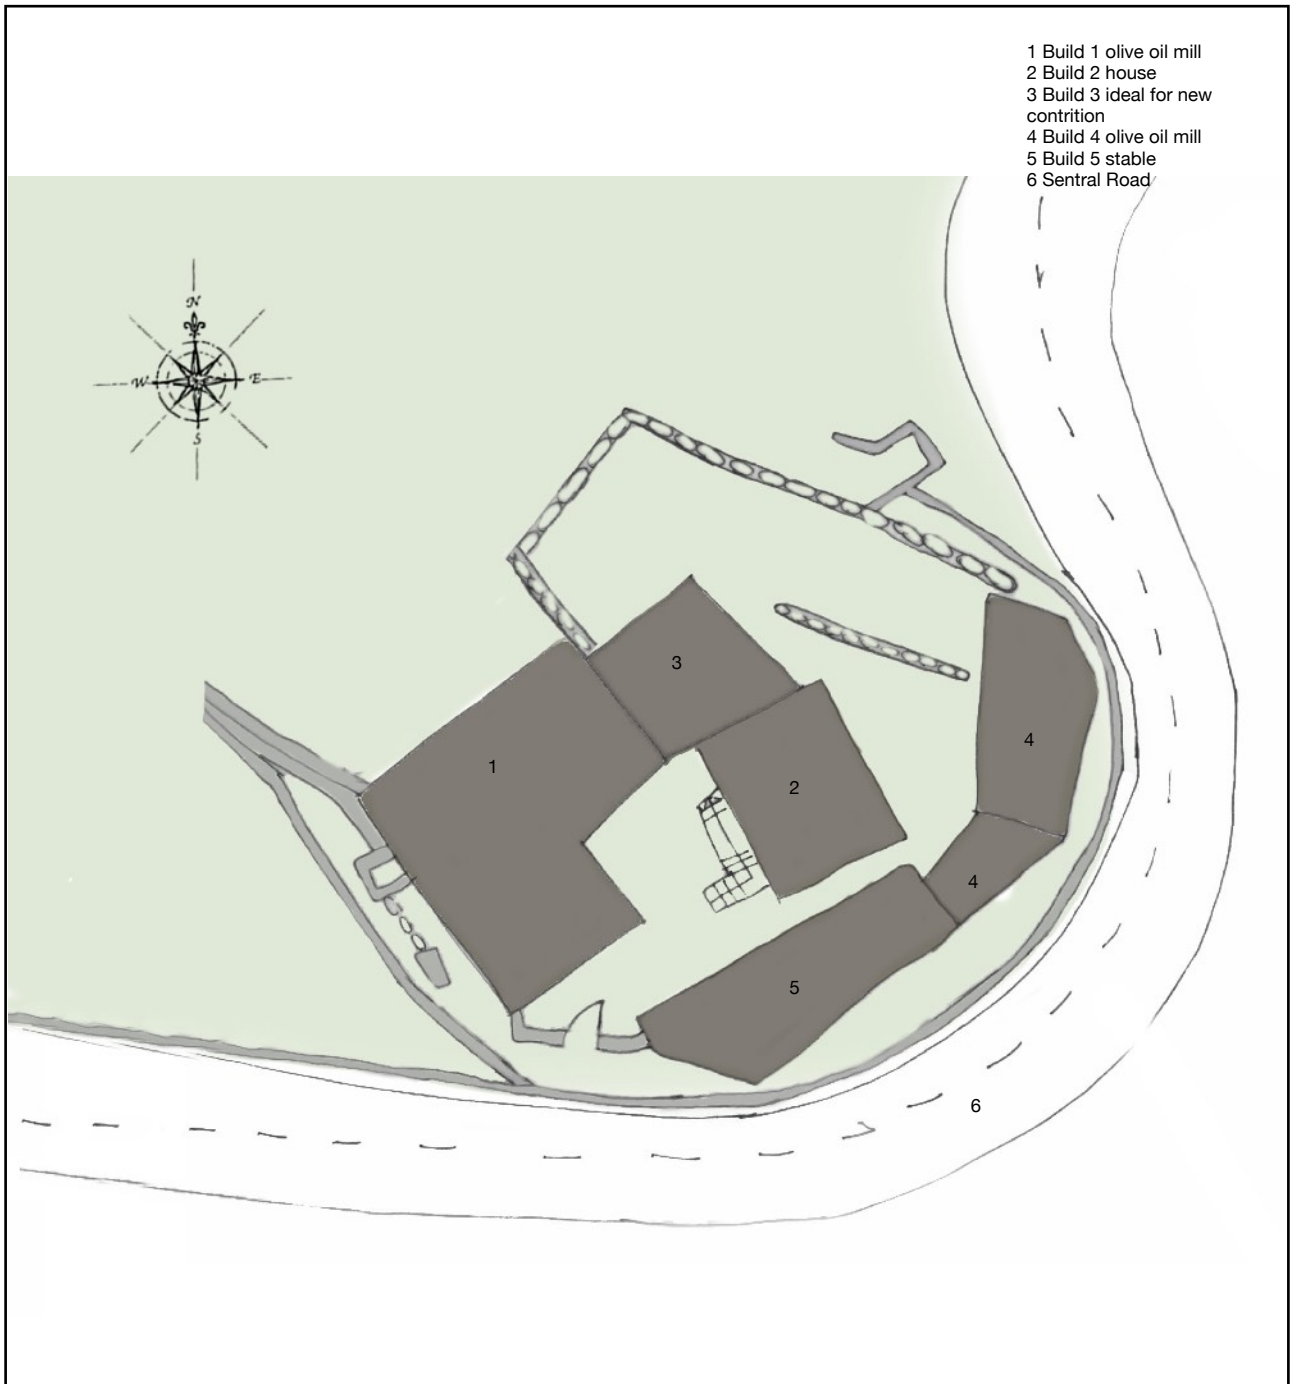 1 Build 1 olive oil mill
2 Build 2 house
3 Build 3 ideal for new
contrition
4 Build 4 olive oil mill
5 Build 5 stable
6 Sentral Road
N
W
E
S
3
1
4
2
4
5
6